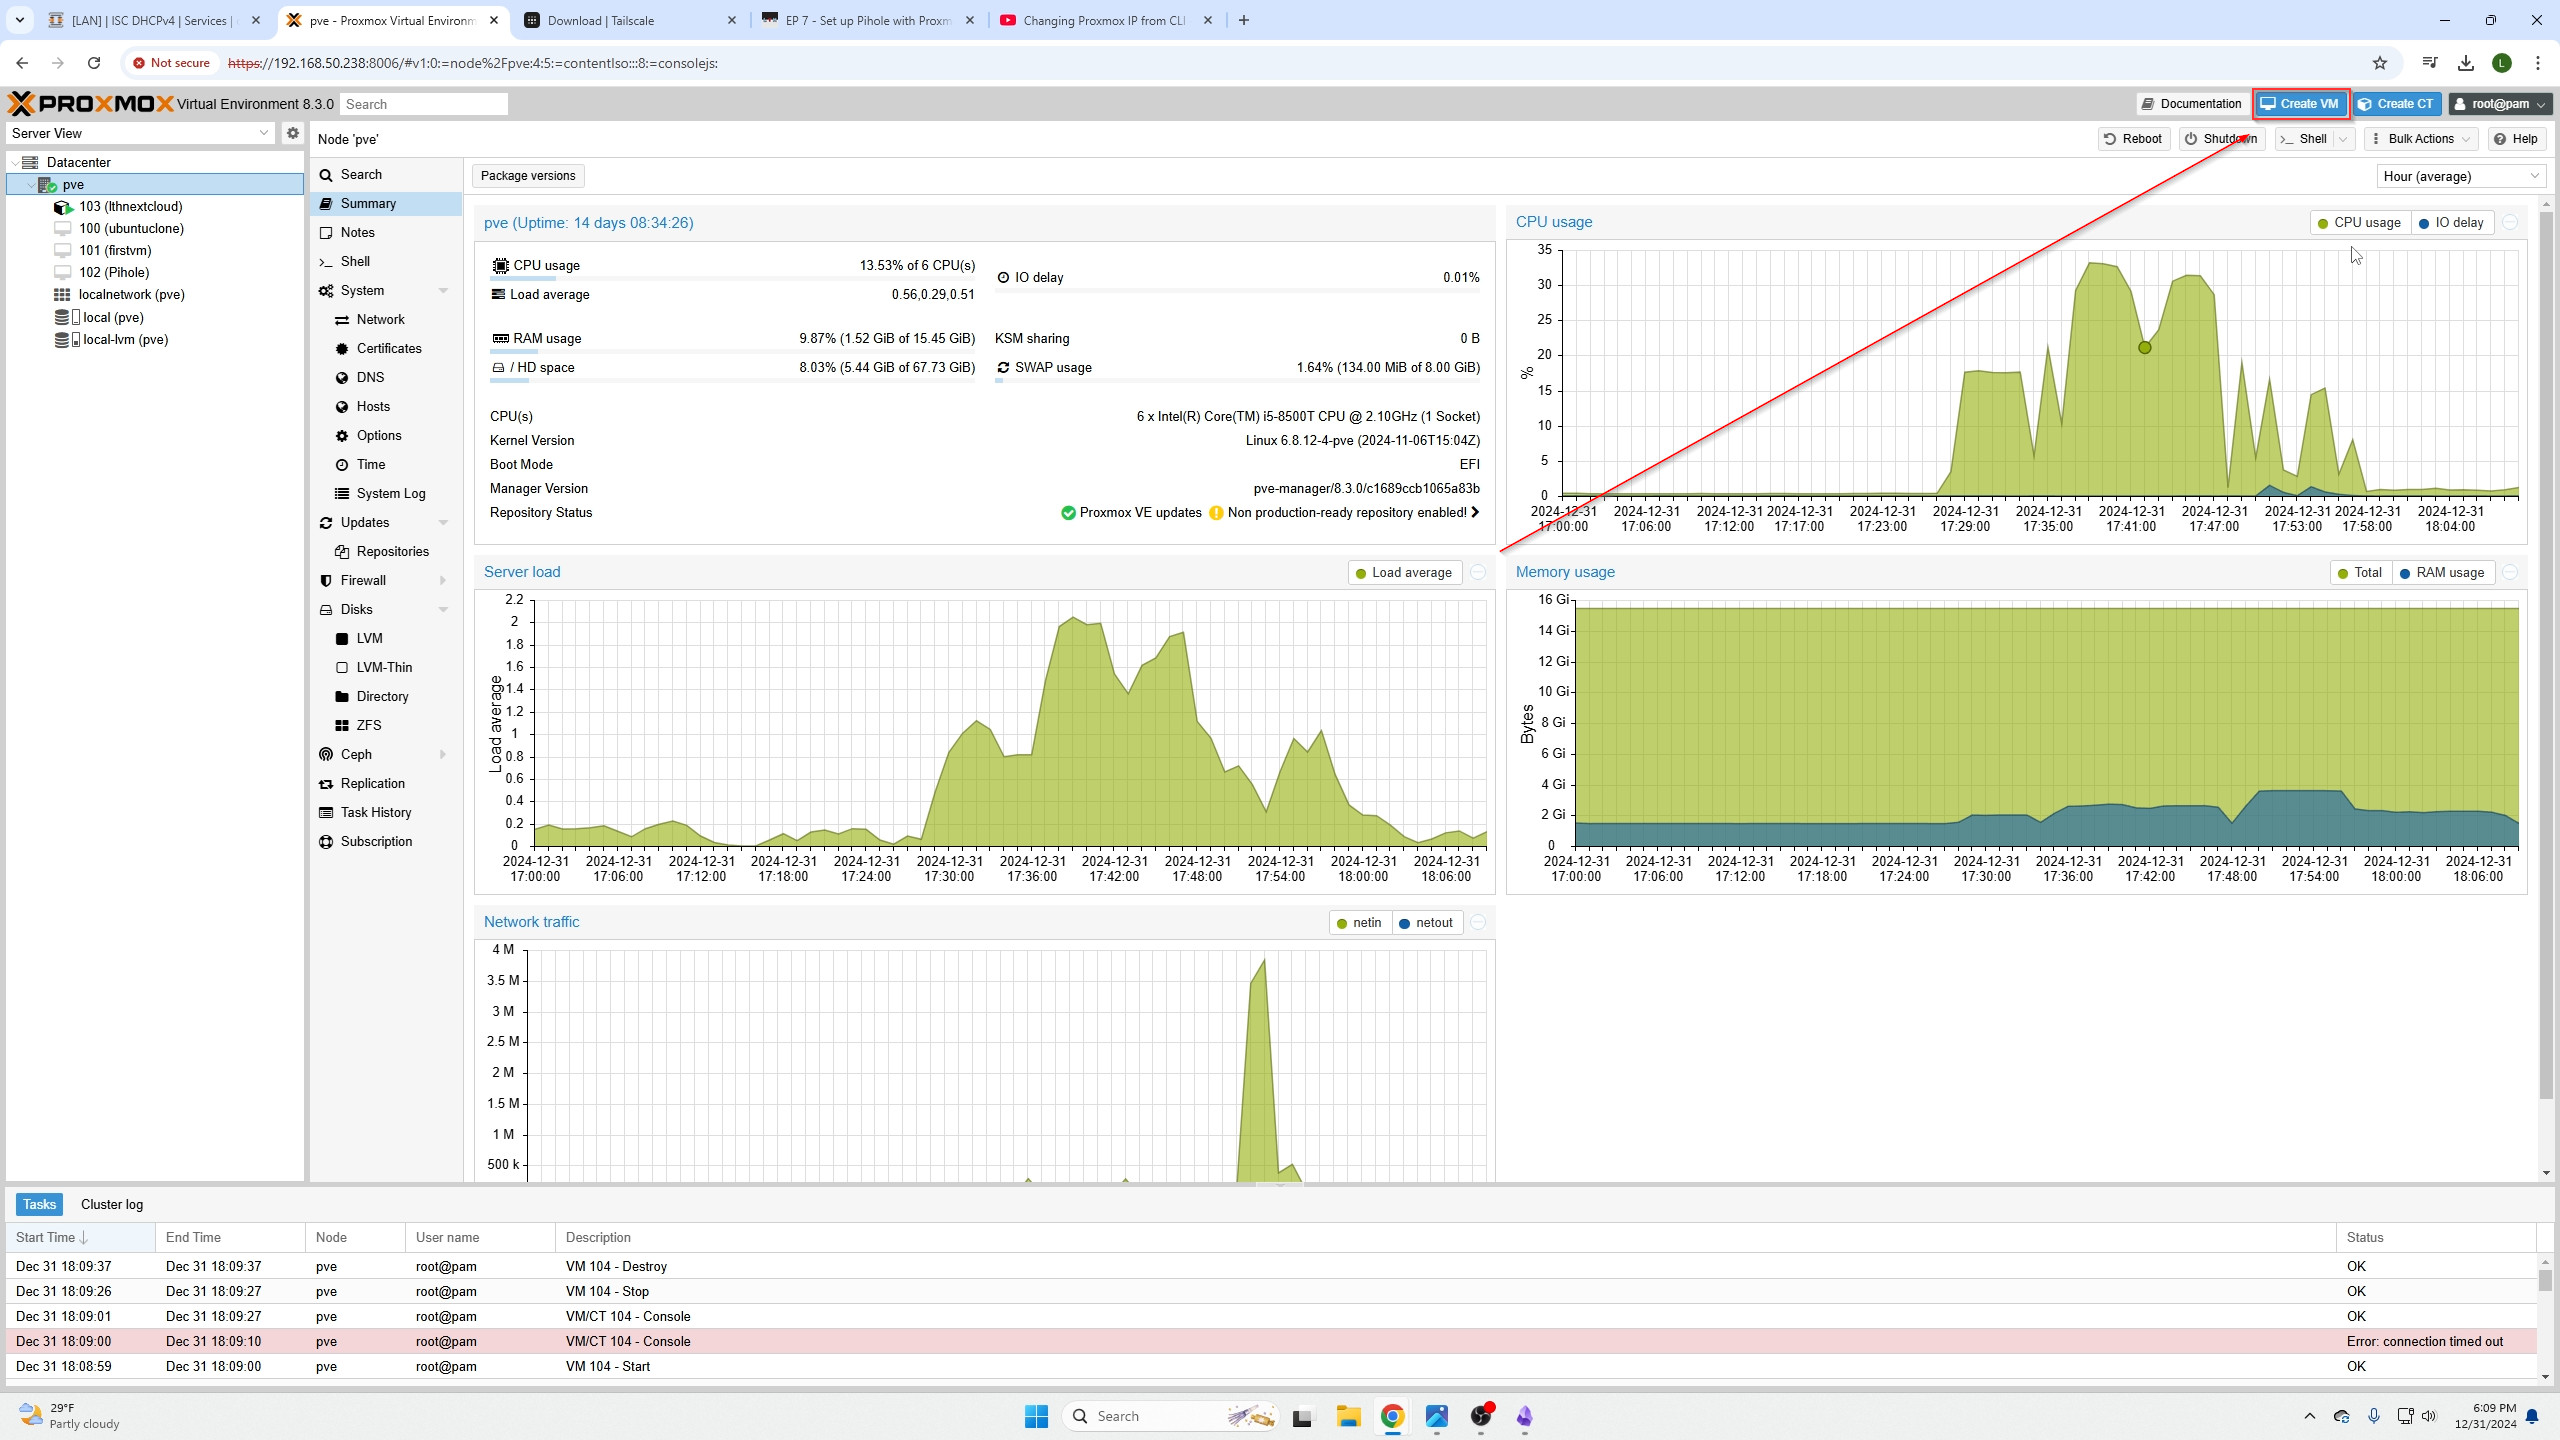 [LAN] | ISC DHCPv4 | Services |
pve - Proxmox Virtual Environm
Download | Tailscale
EP 7 - Set up Pihole with Proxm
Changing Proxmox IP from CLI
Not secure
https://192.168.50.238:8006/#v1:0:=node%2Fpve:4:5:=contentIso:::8:=consolejs:
L
PROXMOX Virtual Environment 8.3.0
Search
Documentation
Create VM
Create CT
root@pam
Server View
Node 'pve'
Reboot
Shutdown
Shell
Bulk Actions
Help
Datacenter
pve
103 (lthnextcloud)
100 (ubuntuclone)
101 (firstvm)
102 (Pihole)
localnetwork (pve)
local (pve)
local-lvm (pve)
Search
Summary
Notes
Shell
System
Network
Certificates
DNS
Hosts
Options
Time
System Log
Updates
Repositories
Firewall
Disks
LVM
LVM-Thin
Directory
ZFS
Ceph
Replication
Task History
Subscription
Package versions
Hour (average)
pve (Uptime: 14 days 08:34:26)
CPU usage 13.53% of 6 CPU(s)
IO delay 0.01%
Load average 0.56,0.29,0.51
RAM usage 9.87% (1.52 GiB of 15.45 GiB)
KSM sharing 0 B
/ HD space 8.03% (5.44 GiB of 67.73 GiB)
SWAP usage 1.64% (134.00 MiB of 8.00 GiB)
CPU(s) 6 x Intel(R) Core(TM) i5-8500T CPU @ 2.10GHz (1 Socket)
Kernel Version Linux 6.8.12-4-pve (2024-11-06T15:04Z)
Boot Mode EFI
Manager Version pve-manager/8.3.0/c1689ccb1065a83b
Repository Status Proxmox VE updates Non production-ready repository enabled!
CPU usage
CPU usage IO delay
35
30
25
20
15
10
5
0
%
2024-12-31 2024-12-31 2024-12-31 2024-12-31 2024-12-31 2024-12-31 2024-12-31 2024-12-31 2024-12-31 2024-12-31 2024-12-31 2024-12-31
17:00:00 17:06:00 17:12:00 17:17:00 17:23:00 17:29:00 17:35:00 17:41:00 17:47:00 17:53:00 17:58:00 18:04:00
Server load
Load average
2.2
2
1.8
1.6
1.4
1.2
1
0.8
0.6
0.4
0.2
0
Load average
2024-12-31 2024-12-31 2024-12-31 2024-12-31 2024-12-31 2024-12-31 2024-12-31 2024-12-31 2024-12-31 2024-12-31 2024-12-31 2024-12-31
17:00:00 17:06:00 17:12:00 17:18:00 17:24:00 17:30:00 17:36:00 17:42:00 17:48:00 17:54:00 18:00:00 18:06:00
Memory usage
Total RAM usage
16 Gi
14 Gi
12 Gi
10 Gi
8 Gi
6 Gi
4 Gi
2 Gi
0
Bytes
2024-12-31 2024-12-31 2024-12-31 2024-12-31 2024-12-31 2024-12-31 2024-12-31 2024-12-31 2024-12-31 2024-12-31 2024-12-31 2024-12-31
17:00:00 17:06:00 17:12:00 17:18:00 17:24:00 17:30:00 17:36:00 17:42:00 17:48:00 17:54:00 18:00:00 18:06:00
Network traffic
netin netout
4 M
3.5 M
3 M
2.5 M
2 M
1.5 M
1 M
500 k
Tasks Cluster log
Start Time End Time Node User name Description Status
Dec 31 18:09:37 Dec 31 18:09:37 pve root@pam VM 104 - Destroy OK
Dec 31 18:09:26 Dec 31 18:09:27 pve root@pam VM 104 - Stop OK
Dec 31 18:09:01 Dec 31 18:09:27 pve root@pam VM/CT 104 - Console OK
Dec 31 18:09:00 Dec 31 18:09:10 pve root@pam VM/CT 104 - Console Error: connection timed out
Dec 31 18:08:59 Dec 31 18:09:00 pve root@pam VM 104 - Start OK
29°F
Partly cloudy
Search
6:09 PM
12/31/2024